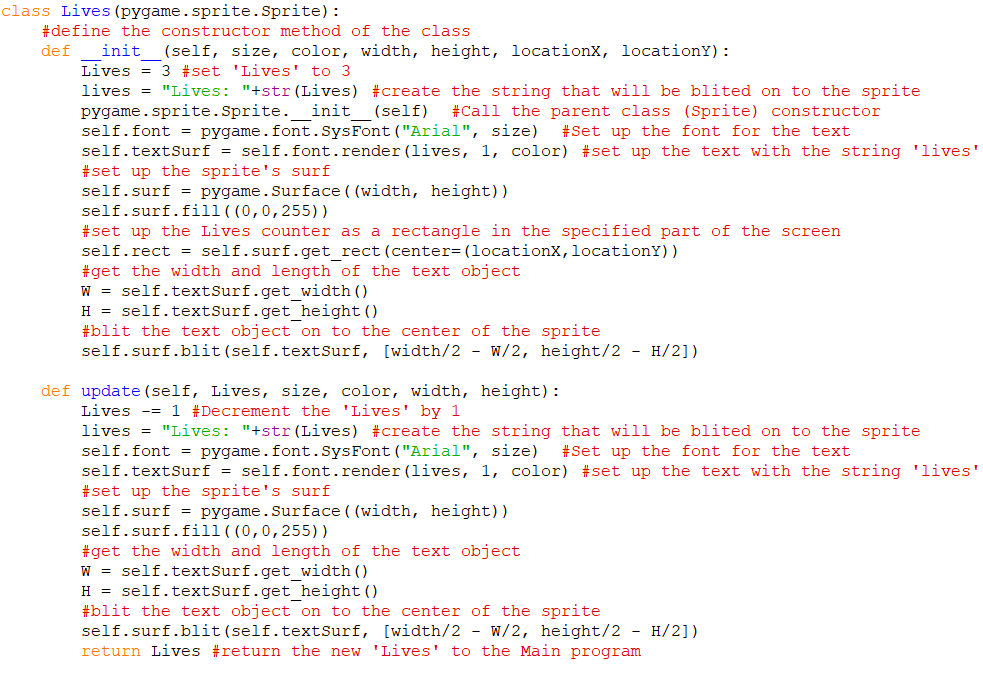 class Lives(pygame.sprite.Sprite):
    #define the constructor method of the class
    def __init__(self, size, color, width, height, locationX, locationY):
        Lives = 3 #set 'Lives' to 3
        lives = "Lives: "+str(Lives) #create the string that will be blited on to the sprite
        pygame.sprite.Sprite.__init__(self)  #Call the parent class (Sprite) constructor
        self.font = pygame.font.SysFont("Arial", size)  #Set up the font for the text
        self.textSurf = self.font.render(lives, 1, color) #set up the text with the string 'lives'
        #set up the sprite's surf
        self.surf = pygame.Surface((width, height))
        self.surf.fill((0,0,255))
        #set up the Lives counter as a rectangle in the specified part of the screen
        self.rect = self.surf.get_rect(center=(locationX,locationY))
        #get the width and length of the text object
        W = self.textSurf.get_width()
        H = self.textSurf.get_height()
        #blit the text object on to the center of the sprite
        self.surf.blit(self.textSurf, [width/2 - W/2, height/2 - H/2])

    def update(self, Lives, size, color, width, height):
        Lives -= 1 #Decrement the 'Lives' by 1
        lives = "Lives: "+str(Lives) #create the string that will be blited on to the sprite
        self.font = pygame.font.SysFont("Arial", size)  #Set up the font for the text
        self.textSurf = self.font.render(lives, 1, color) #set up the text with the string 'lives'
        #set up the sprite's surf
        self.surf = pygame.Surface((width, height))
        self.surf.fill((0,0,255))
        #get the width and length of the text object
        W = self.textSurf.get_width()
        H = self.textSurf.get_height()
        #blit the text object on to the center of the sprite
        self.surf.blit(self.textSurf, [width/2 - W/2, height/2 - H/2])
        return Lives #return the new 'Lives' to the Main program